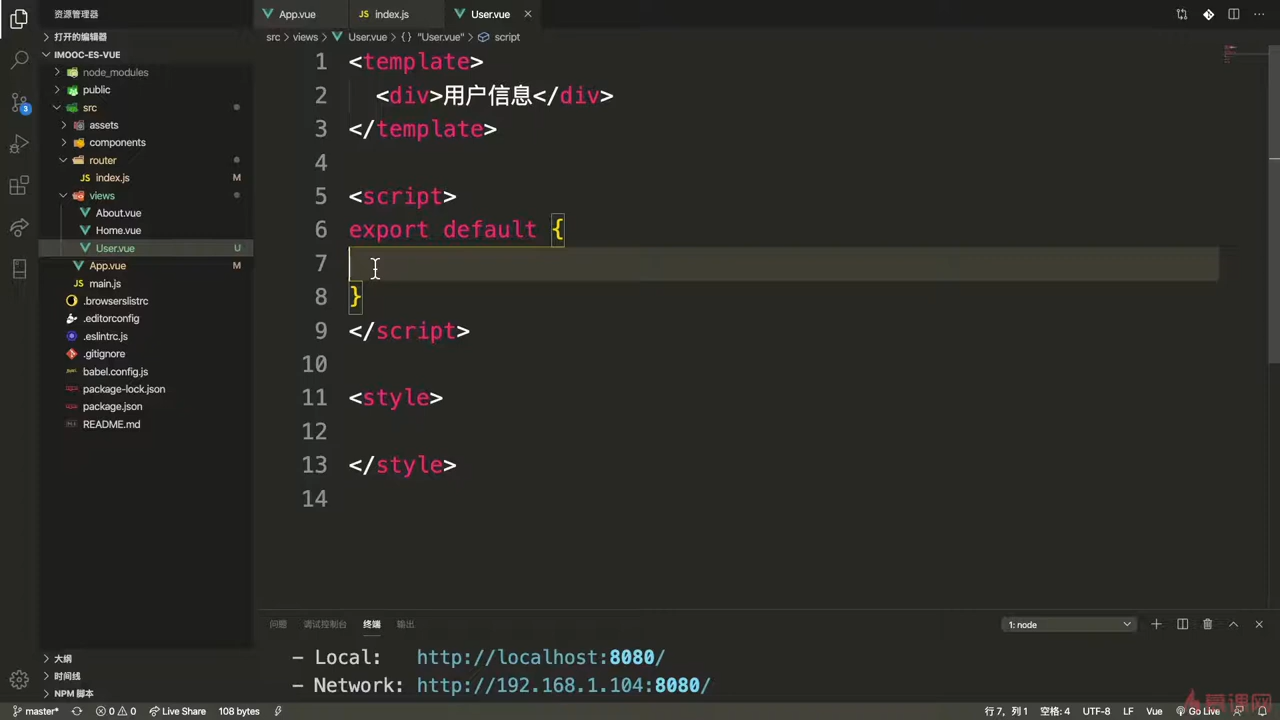 资源管理器
App.vue
index.js
User.vue
打开的编辑器
src views User.vue {} "User.vue" script
IMOOC-ES-VUE
node_modules
public
src
assets
components
router
index.js M
views
About.vue
Home.vue
User.vue U
App.vue M
main.js
.browserslistrc
.editorconfig
.eslintrc.js
.gitignore
babel.config.js
package-lock.json
package.json
README.md
3
1 <template>
2 <div>用户信息</div>
3 </template>
4
5 <script>
6 export default {
7
8 }
9 </script>
10
11 <style>
12
13 </style>
14
问题 调试控制台 终端 输出
1: node
- Local: http://localhost:8080/
- Network: http://192.168.1.104:8080/
大纲
时间线
NPM 脚本
master* 0 0 Live Share 108 bytes 行 7，列 1 空格: 4 UTF-8 LF Vue Go Live
慕课网